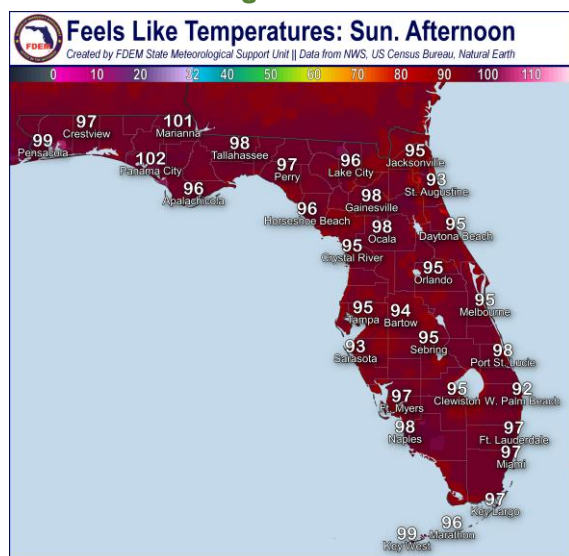 Feels Like Temperatures: Sun. Afternoon
Created by FDEM State Meteorological Support Unit || Data from NWS, US Census Bureau, Natural Earth
0 10 20 30 40 50 60 70 80 90 100 110
97
Crestview
101
Marianna
99
Pensacola
98
Tallahassee
102
Panama City
97
Perry
96
Lake City
95
Jacksonville
93
St. Augustine
96
Apalachicola
98
Gainesville
96
Horseshoe Beach
98
Ocala
95
Daytona Beach
95
Crystal River
95
Orlando
95
Melbourne
95
Tampa
94
Bartow
93
Sarasota
95
Sebring
98
Port St. Lucie
97
Ft. Myers
95
Clewiston
92
W. Palm Beach
98
Naples
97
Ft. Lauderdale
97
Miami
97
Key Largo
96
Marathon
99
Key West